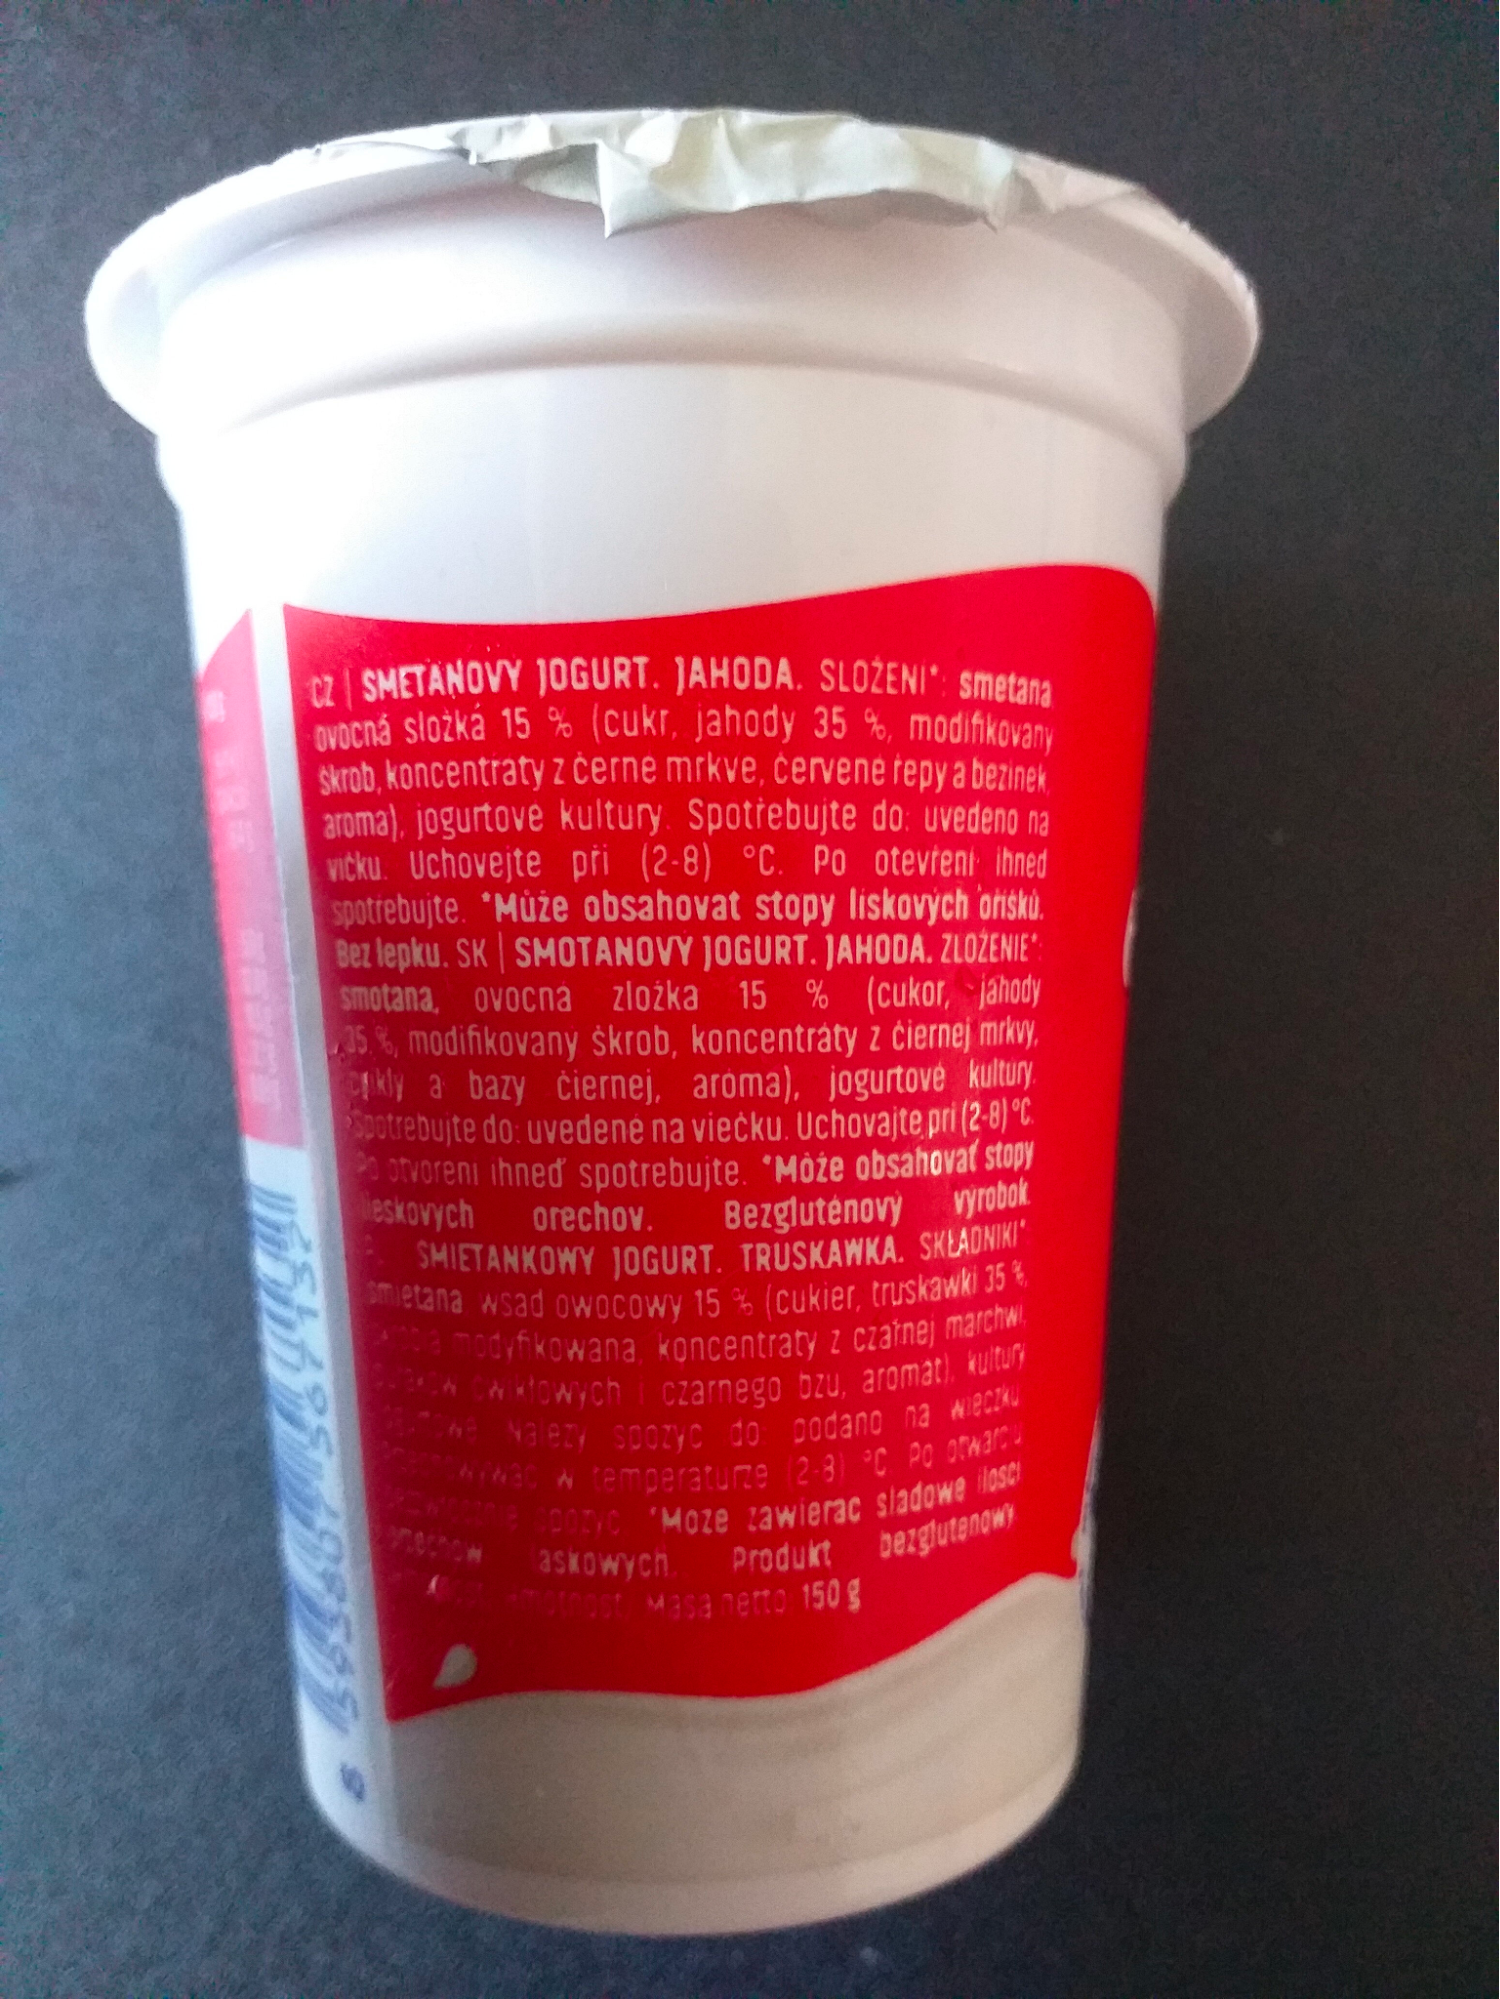 CZ | SMETANOVÝ JOGURT. JAHODA. SLOŽENÍ*: smetana
ovocná složka 15 % (cukr, jahody 35 %, modifikovaný
škrob, koncentráty z černé mrkve, červené řepy a bezinek,
aroma), jogurtové kultury. Spotřebujte do: uvedeno na
víčku. Uchovejte při (2-8) °C. Po otevření ihned
spotřebujte. *Může obsahovat stopy lískových oříšků.
Bez lepku. SK | SMOTANOVÝ JOGURT. JAHODA. ZLOŽENIE*:
smotana, ovocná zložka 15 % (cukor, jahody
35 %, modifikovaný škrob, koncentráty z čiernej mrkvy,
cvikly a bazy čiernej, aróma), jogurtové kultury.
Spotrebujte do: uvedené na viečku. Uchovajte pri (2-8) °C.
Po otvorení ihneď spotrebujte. *Môže obsahovať stopy
lieskových orechov. Bezgluténový výrobok.
SMIETANKOWY JOGURT. TRUSKAWKA. SKŁADNIKI*:
śmietana wsad owocowy 15 % (cukier, truskawki 35 %,
modyfikowana, koncentraty z czarnej marchwi,
ćwikłowych i czarnego bzu, aromat), kultury
Należy spożyć do: podano na wieczku
w temperaturze (2-8) °C. Po otwarciu
spożyć. *Może zawierać śladowe ilości
orzechów laskowych. Produkt bezglutenowy.
Masa netto 150 g